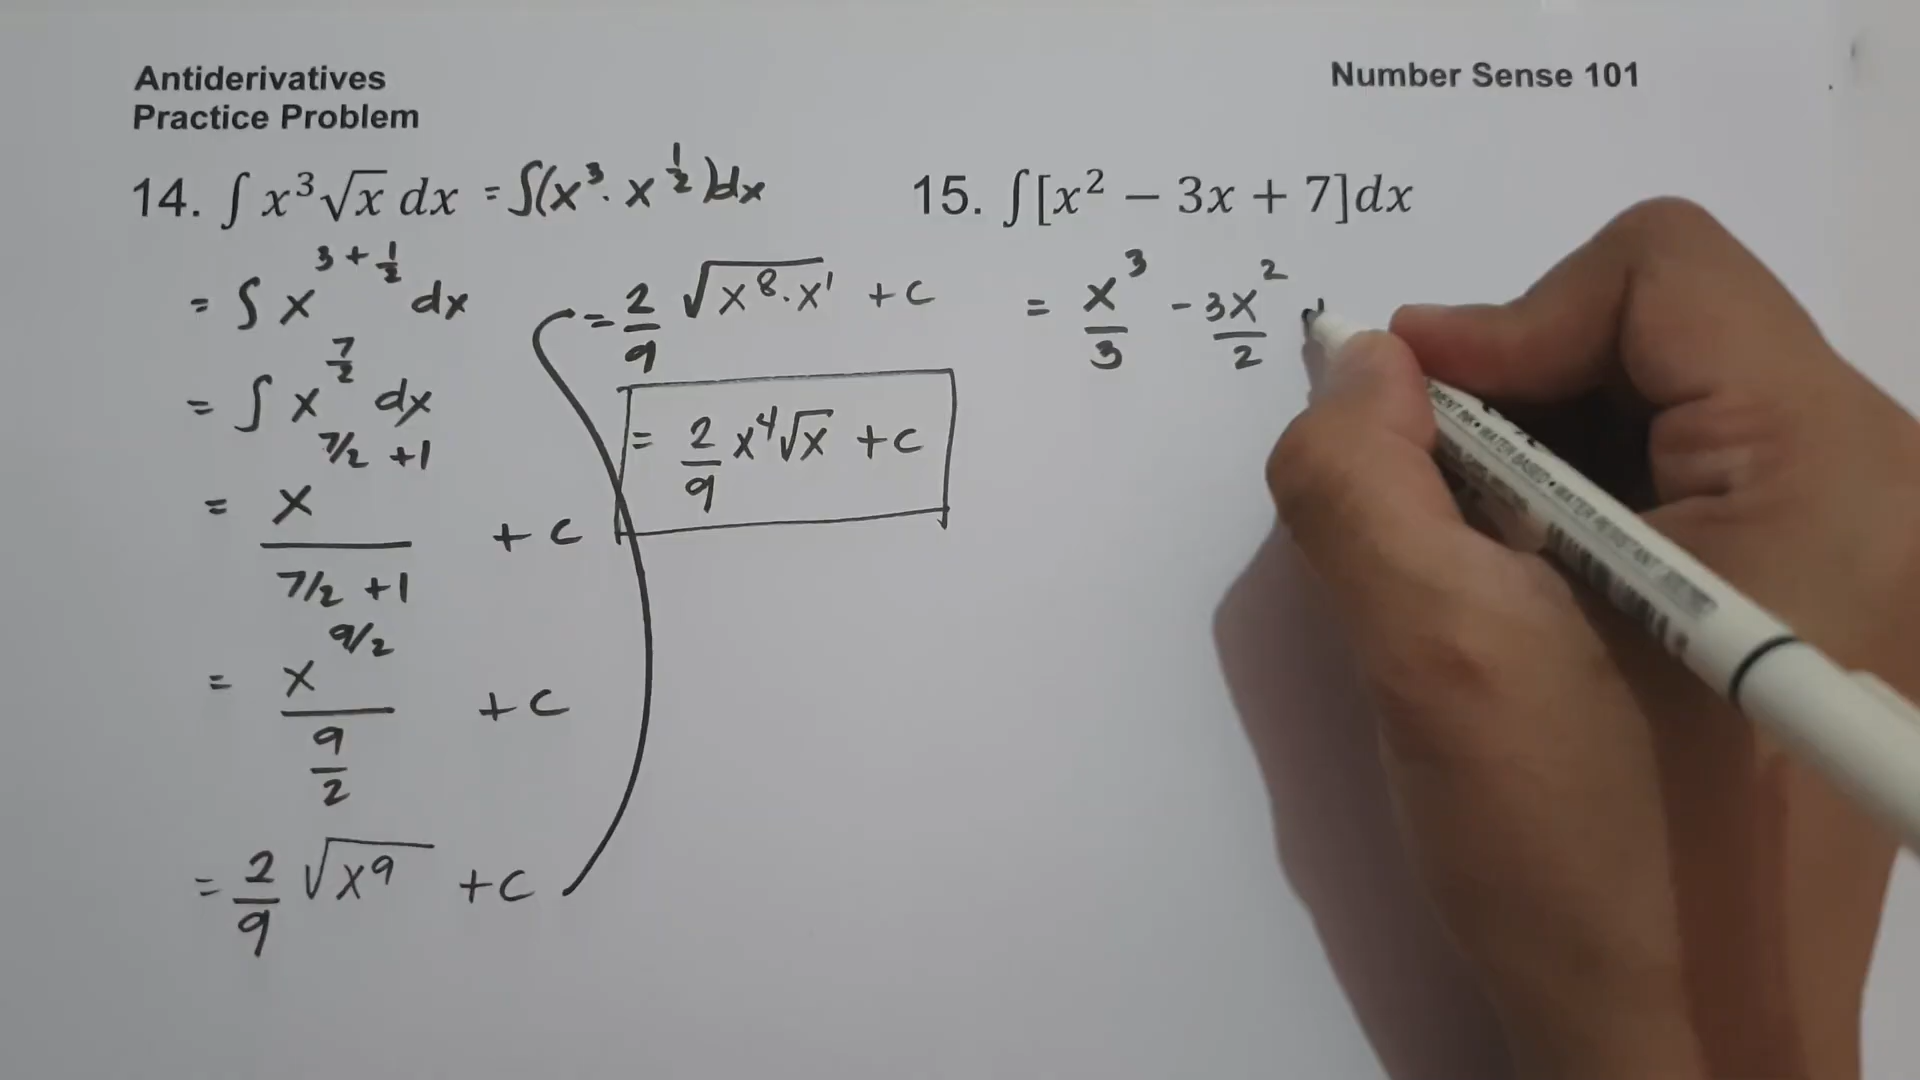 Antiderivatives
Practice Problem
Number Sense 101
14. ∫ x³√x dx = ∫(x³ · x^(1/2))dx
= ∫ x^(3 + 1/2) dx
= ∫ x^(7/2) dx
= x^(7/2 + 1) / (7/2 + 1) + c
= x^(9/2) / (9/2) + c
= 2/9 √x⁹ + c
= 2/9 √(x⁸ · x¹) + c
= 2/9 x⁴√x + c
15. ∫[x² − 3x + 7]dx
= x³/3 - 3x²/2